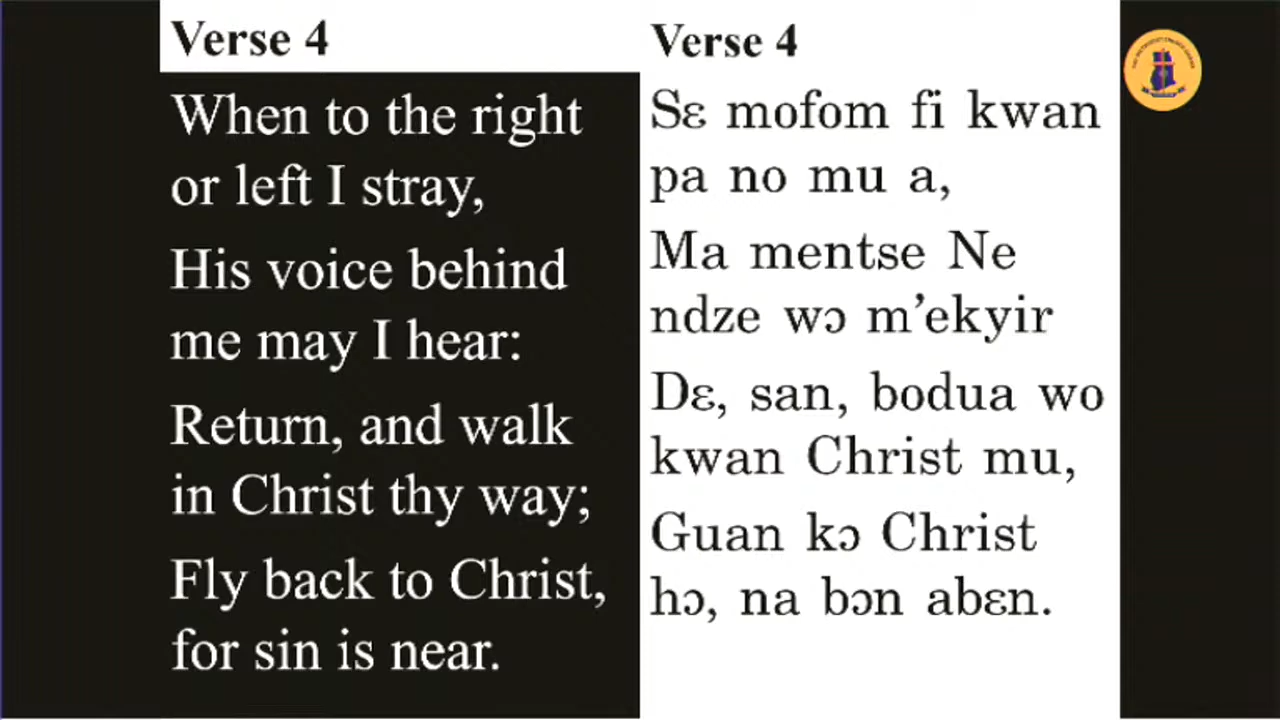 Verse 4
When to the right
or left I stray,
His voice behind
me may I hear:
Return, and walk
in Christ thy way;
Fly back to Christ,
for sin is near.
Verse 4
Sɛ mofom fi kwan
pa no mu a,
Ma mentse Ne
ndze wɔ m’ekyir
Dɛ, san, bodua wo
kwan Christ mu,
Guan kɔ Christ
hɔ, na bɔn abɛn.